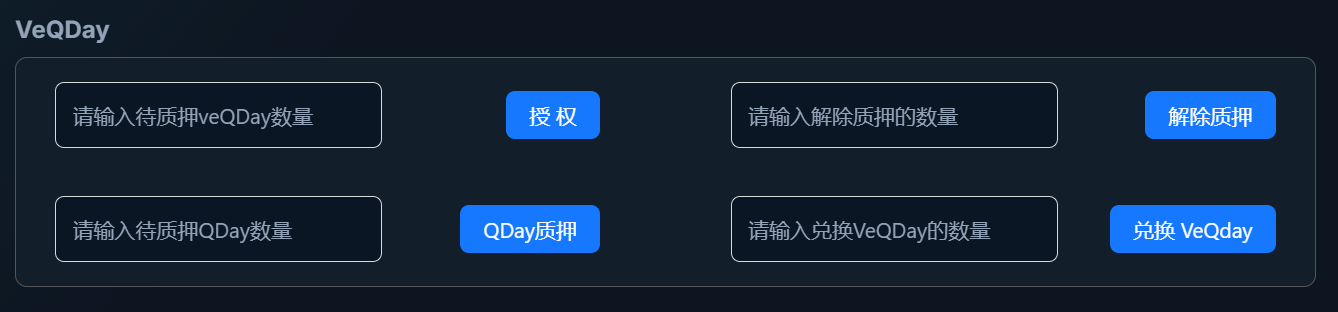 VeQDay
请输入待质押veQDay数量
授 权
请输入解除质押的数量
解除质押
请输入待质押QDay数量
QDay质押
请输入兑换VeQDay的数量
兑换 VeQday